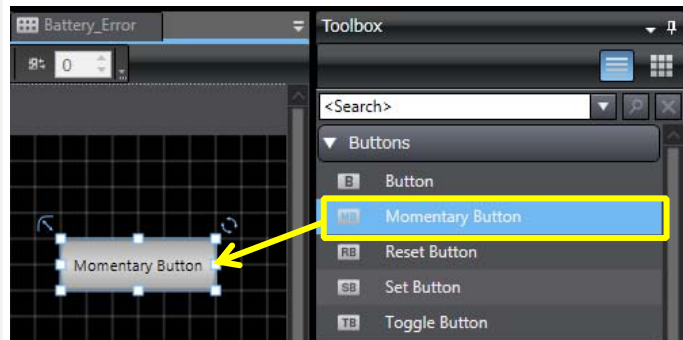 Battery_Error
0
Momentary Button
Toolbox
<Search>
Buttons
B Button
MB Momentary Button
RB Reset Button
SB Set Button
TB Toggle Button